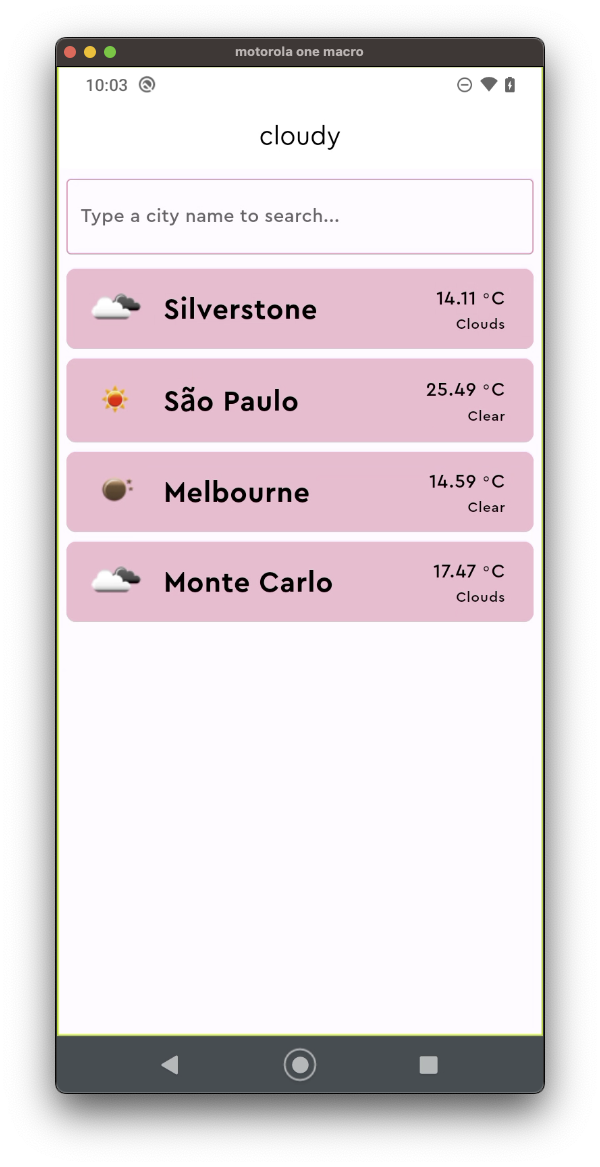 motorola one macro
10:03
cloudy
Type a city name to search...
Silverstone
14.11 °C
Clouds
São Paulo
25.49 °C
Clear
Melbourne
14.59 °C
Clear
Monte Carlo
17.47 °C
Clouds